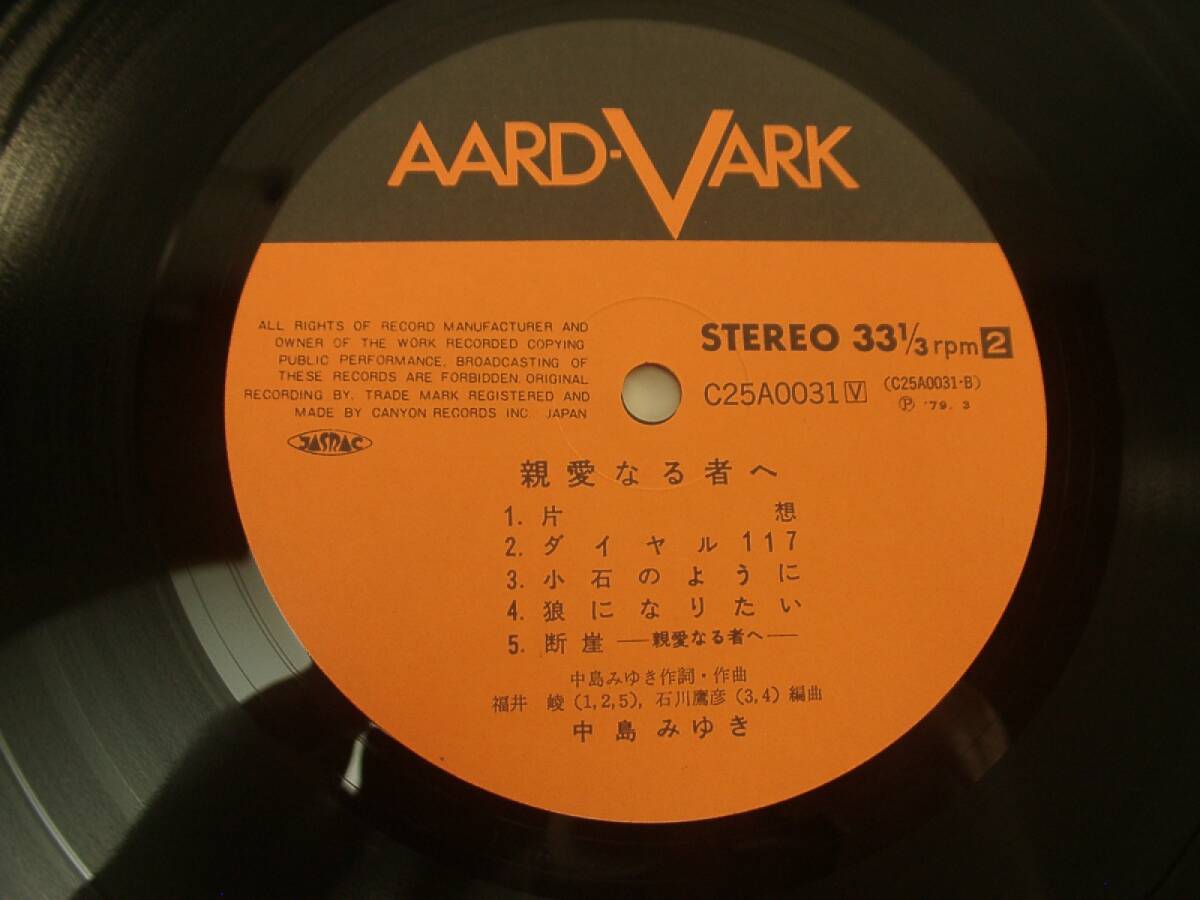 AARD-VARK
ALL RIGHTS OF RECORD MANUFACTURER AND
OWNER OF THE WORK RECORDED COPYING
PUBLIC PERFORMANCE, BROADCASTING OF
THESE RECORDS ARE FORBIDDEN. ORIGINAL
RECORDING BY, TRADE MARK REGISTERED AND
MADE BY CANYON RECORDS INC. JAPAN
JASRAC
STEREO 33 1/3 rpm 2
C25A0031 V (C25A0031-B)
Ⓟ '79. 3
親愛なる者へ
1. 片想
2. ダイヤル117
3. 小石のように
4. 狼になりたい
5. 断崖 ―親愛なる者へ―
中島みゆき作詞・作曲
福井 崚(1,2,5), 石川鷹彦(3,4)編曲
中島みゆき